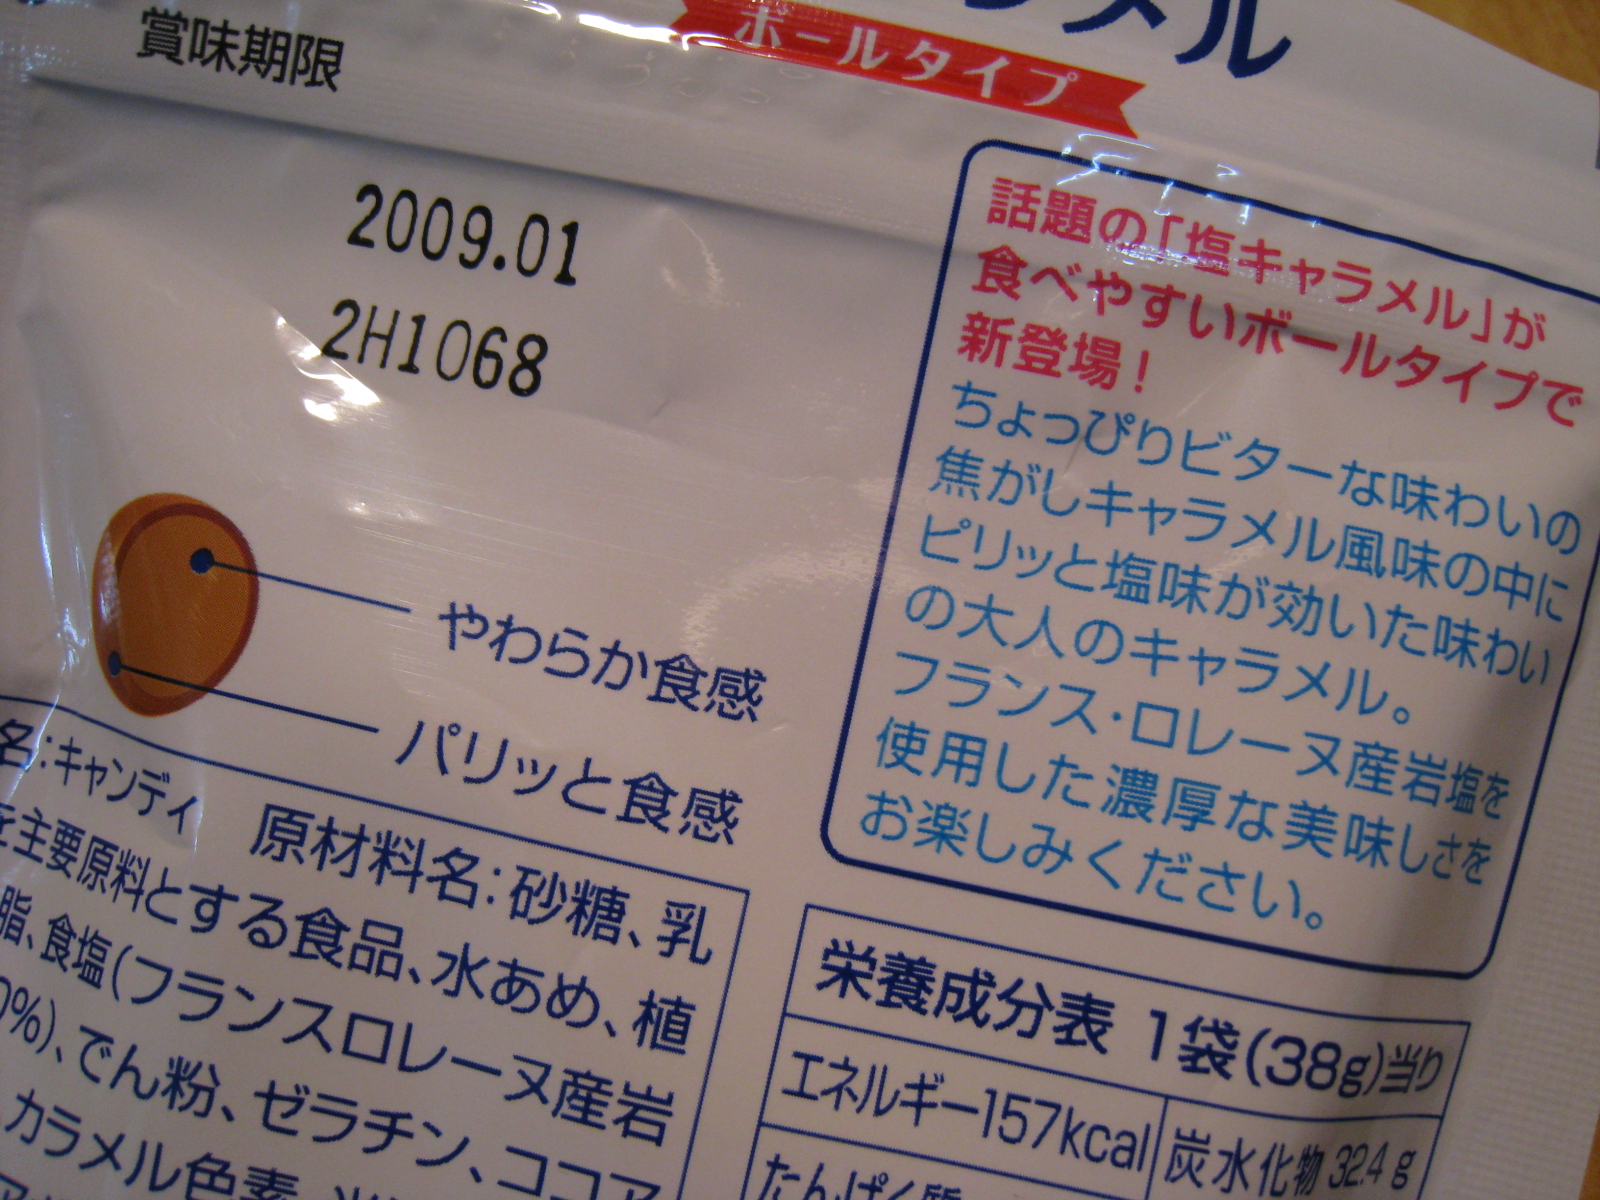 ラメル
ボールタイプ
賞味期限
2009.01
2H1068
話題の「塩キャラメル」が
食べやすいボールタイプで
新登場!
ちょっぴりビターな味わいの
焦がしキャラメル風味の中に
ピリッと塩味が効いた味わい
の大人のキャラメル。
フランス・ロレーヌ産岩塩を
使用した濃厚な美味しさを
お楽しみください。
やわらか食感
パリッと食感
名:キャンディ
原材料名:砂糖、乳
を主要原料とする食品、水あめ、植
脂、食塩(フランスロレーヌ産岩
0%)、でん粉、ゼラチン、ココア
、カラメル色素
栄養成分表 1袋(38g)当り
エネルギー157kcal
炭水化物 32.4g
たんぱく質